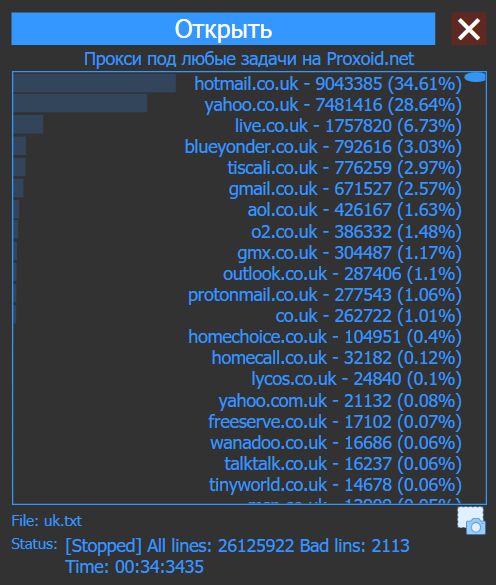 Открыть
Прокси под любые задачи на Proxoid.net
hotmail.co.uk - 9043385 (34.61%)
yahoo.co.uk - 7481416 (28.64%)
live.co.uk - 1757820 (6.73%)
blueyonder.co.uk - 792616 (3.03%)
tiscali.co.uk - 776259 (2.97%)
gmail.co.uk - 671527 (2.57%)
aol.co.uk - 426167 (1.63%)
o2.co.uk - 386332 (1.48%)
gmx.co.uk - 304487 (1.17%)
outlook.co.uk - 287406 (1.1%)
protonmail.co.uk - 277543 (1.06%)
co.uk - 262722 (1.01%)
homechoice.co.uk - 104951 (0.4%)
homecall.co.uk - 32182 (0.12%)
lycos.co.uk - 24840 (0.1%)
yahoo.com.uk - 21132 (0.08%)
freeserve.co.uk - 17102 (0.07%)
wanadoo.co.uk - 16686 (0.06%)
talktalk.co.uk - 16237 (0.06%)
tinyworld.co.uk - 14678 (0.06%)
File: uk.txt
Status: [Stopped] All lines: 26125922 Bad lins: 2113
Time: 00:34:3435